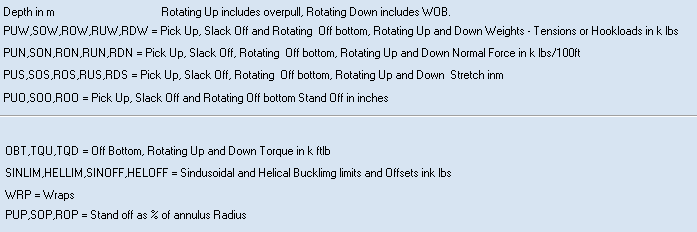 Depth in m Rotating Up includes overpull, Rotating Down includes WOB.
PUW,SOW,ROW,RUW,RDW = Pick Up, Slack Off and Rotating Off bottom, Rotating Up and Down Weights - Tensions or Hookloads in k lbs
PUN,SON,RON,RUN,RDN = Pick Up, Slack Off, Rotating Off bottom, Rotating Up and Down Normal Force in k lbs/100ft
PUS,SOS,ROS,RUS,RDS = Pick Up, Slack Off, Rotating Off bottom, Rotating Up and Down Stretch inm
PUO,SOO,ROO = Pick Up, Slack Off and Rotating Off bottom Stand Off in inches
OBT,TQU,TQD = Off Bottom, Rotating Up and Down Torque in k ftlb
SINLIM,HELLIM,SINOFF,HELOFF = Sindusoidal and Helical Bucklimg limits and Offsets ink lbs
WRP = Wraps
PUP,SOP,ROP = Stand off as % of annulus Radius